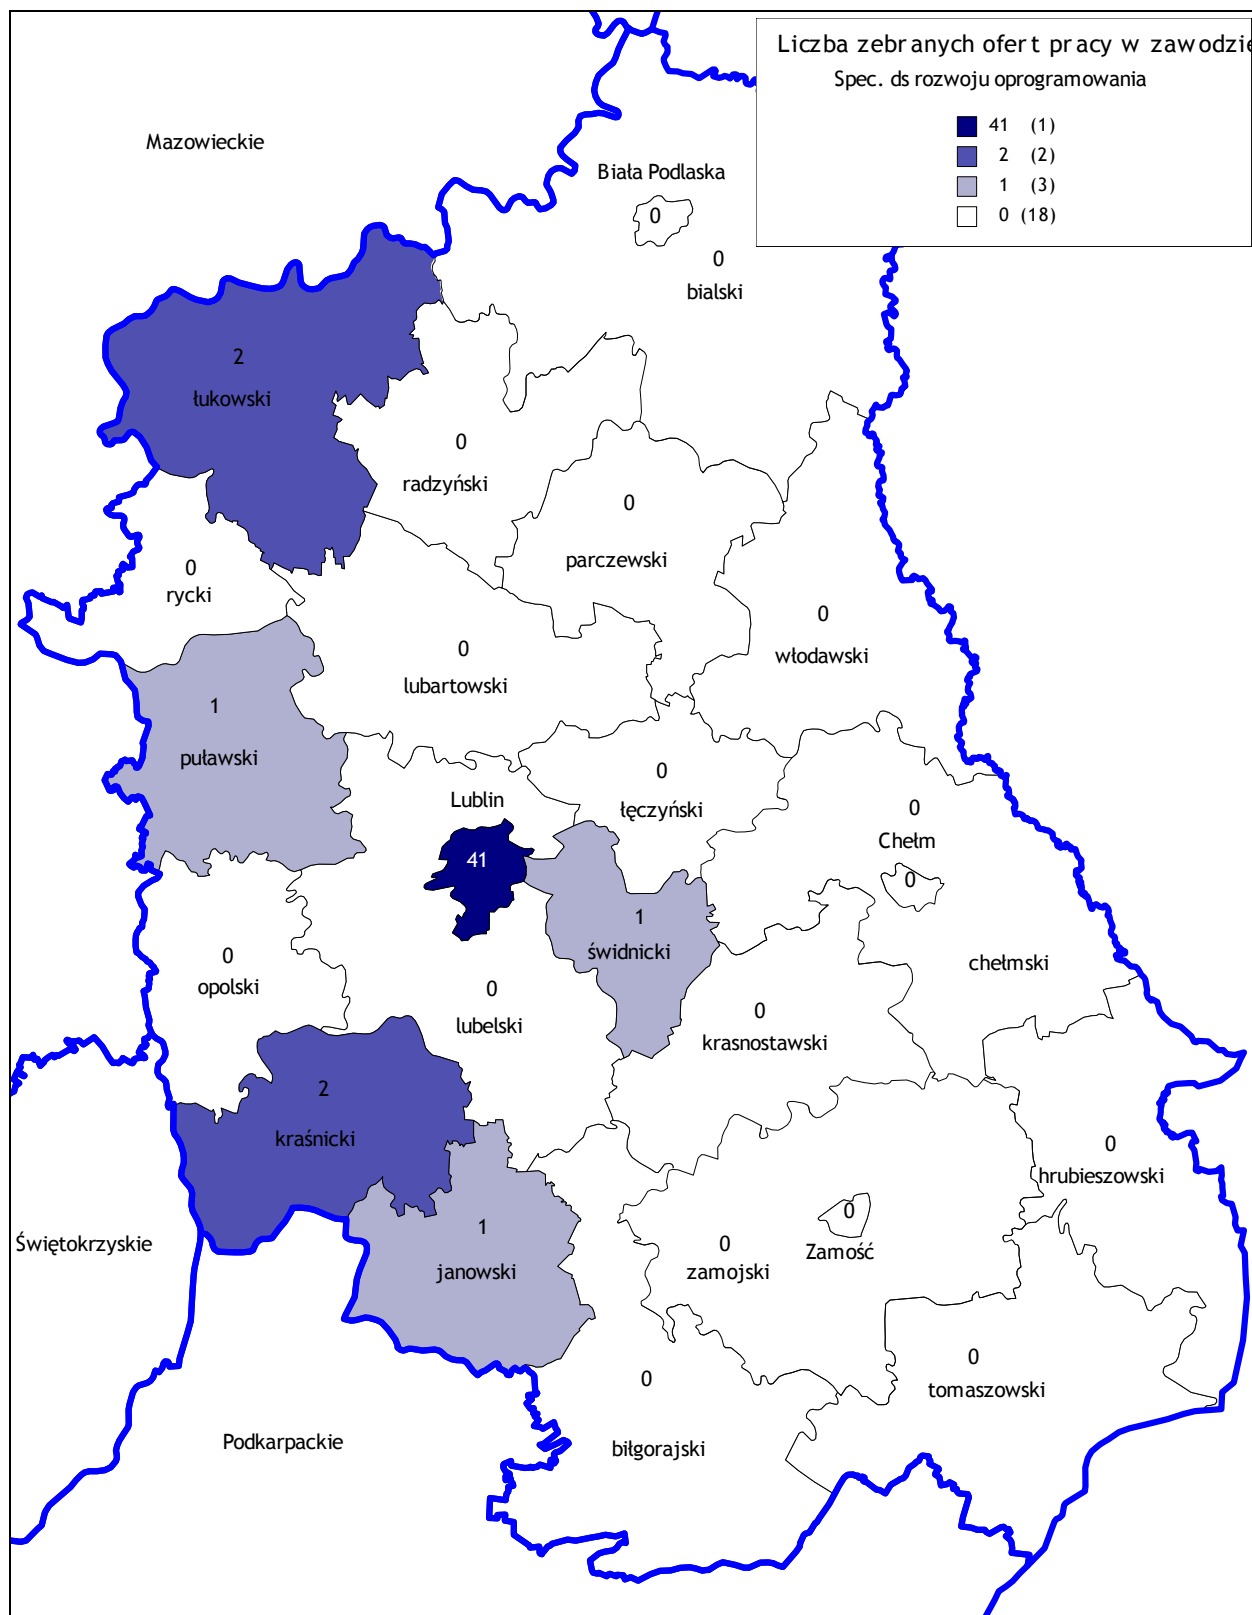 Liczba zebranych ofert pracy w zawodzie
Spec. ds rozwoju oprogramowania
41 (1)
2 (2)
1 (3)
0 (18)
Mazowieckie
Biała Podlaska
0
0
bialski
2
łukowski
0
radzyński
0
parczewski
0
rycki
0
włodawski
0
lubartowski
1
puławski
0
łęczyński
Lublin
41
0
Chełm
0
chełmski
1
świdnicki
0
opolski
0
lubelski
0
krasnostawski
2
kraśnicki
0
hrubieszowski
Świętokrzyskie
1
janowski
0
zamojski
0
Zamość
0
tomaszowski
0
biłgorajski
Podkarpackie